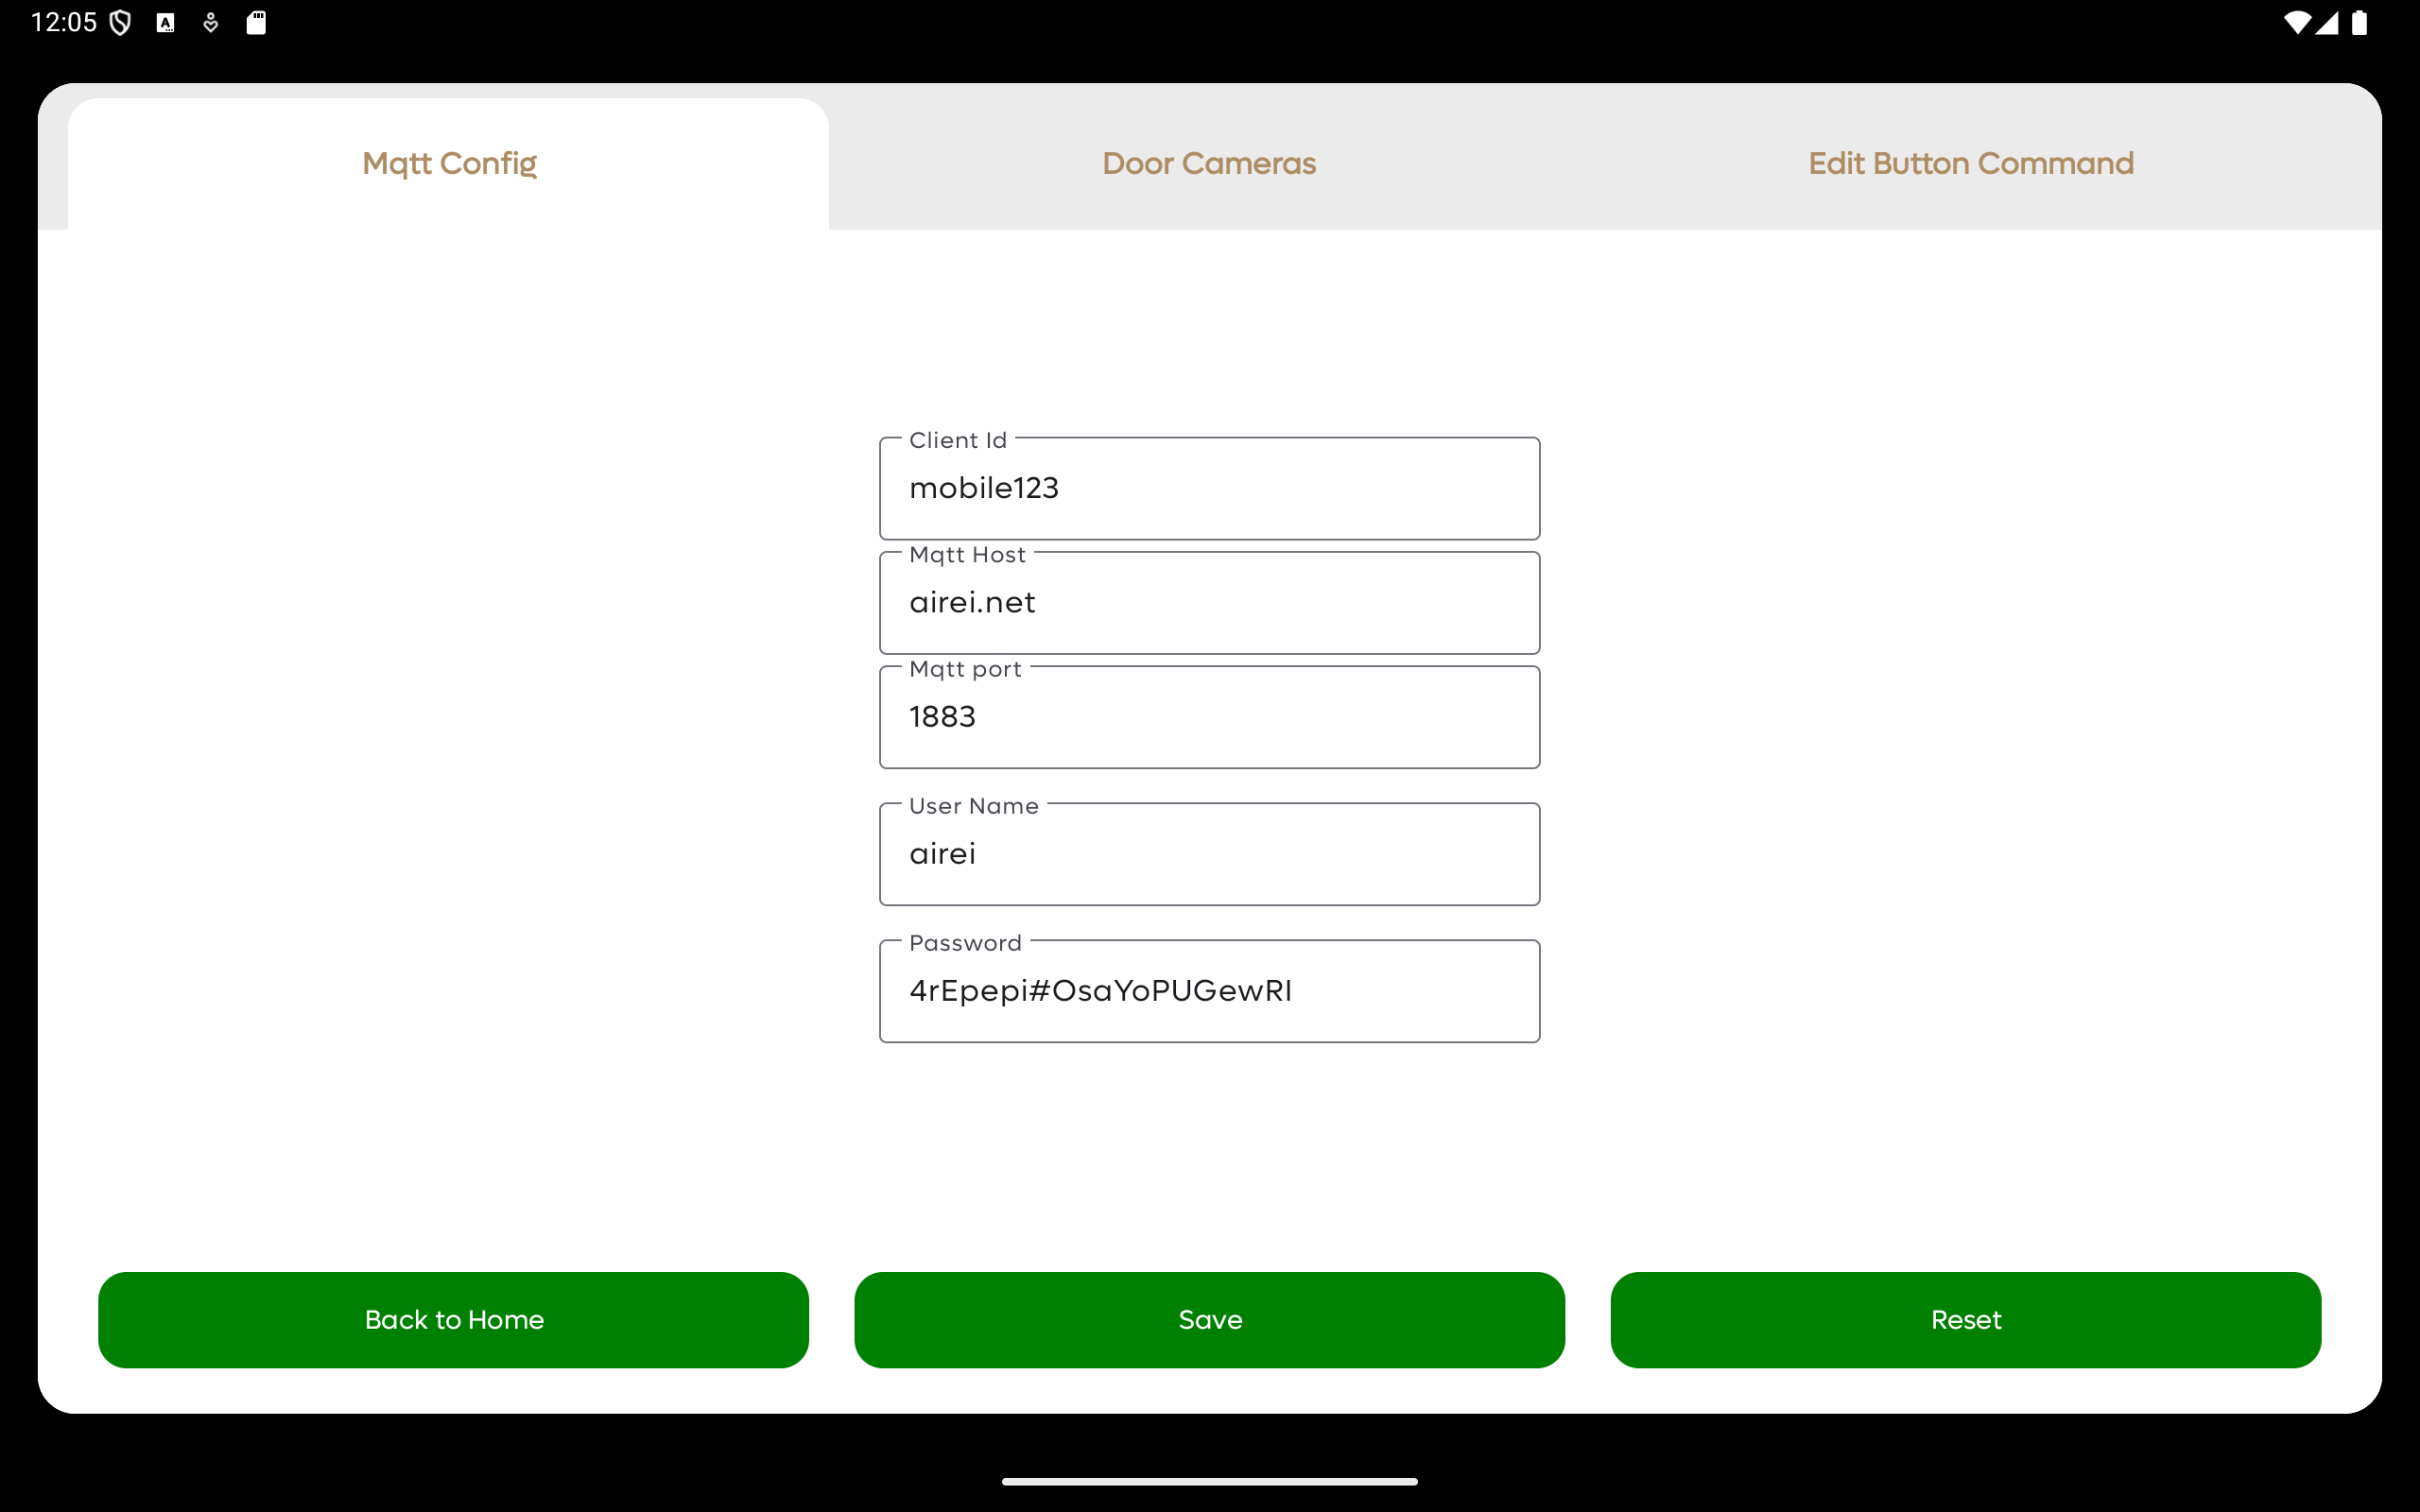 12:05
Mqtt Config
Door Cameras
Edit Button Command
Client Id
mobile123
Mqtt Host
airei.net
Mqtt port
1883
User Name
airei
Password
4rEpepi#OsaYoPUGewRI
Back to Home
Save
Reset